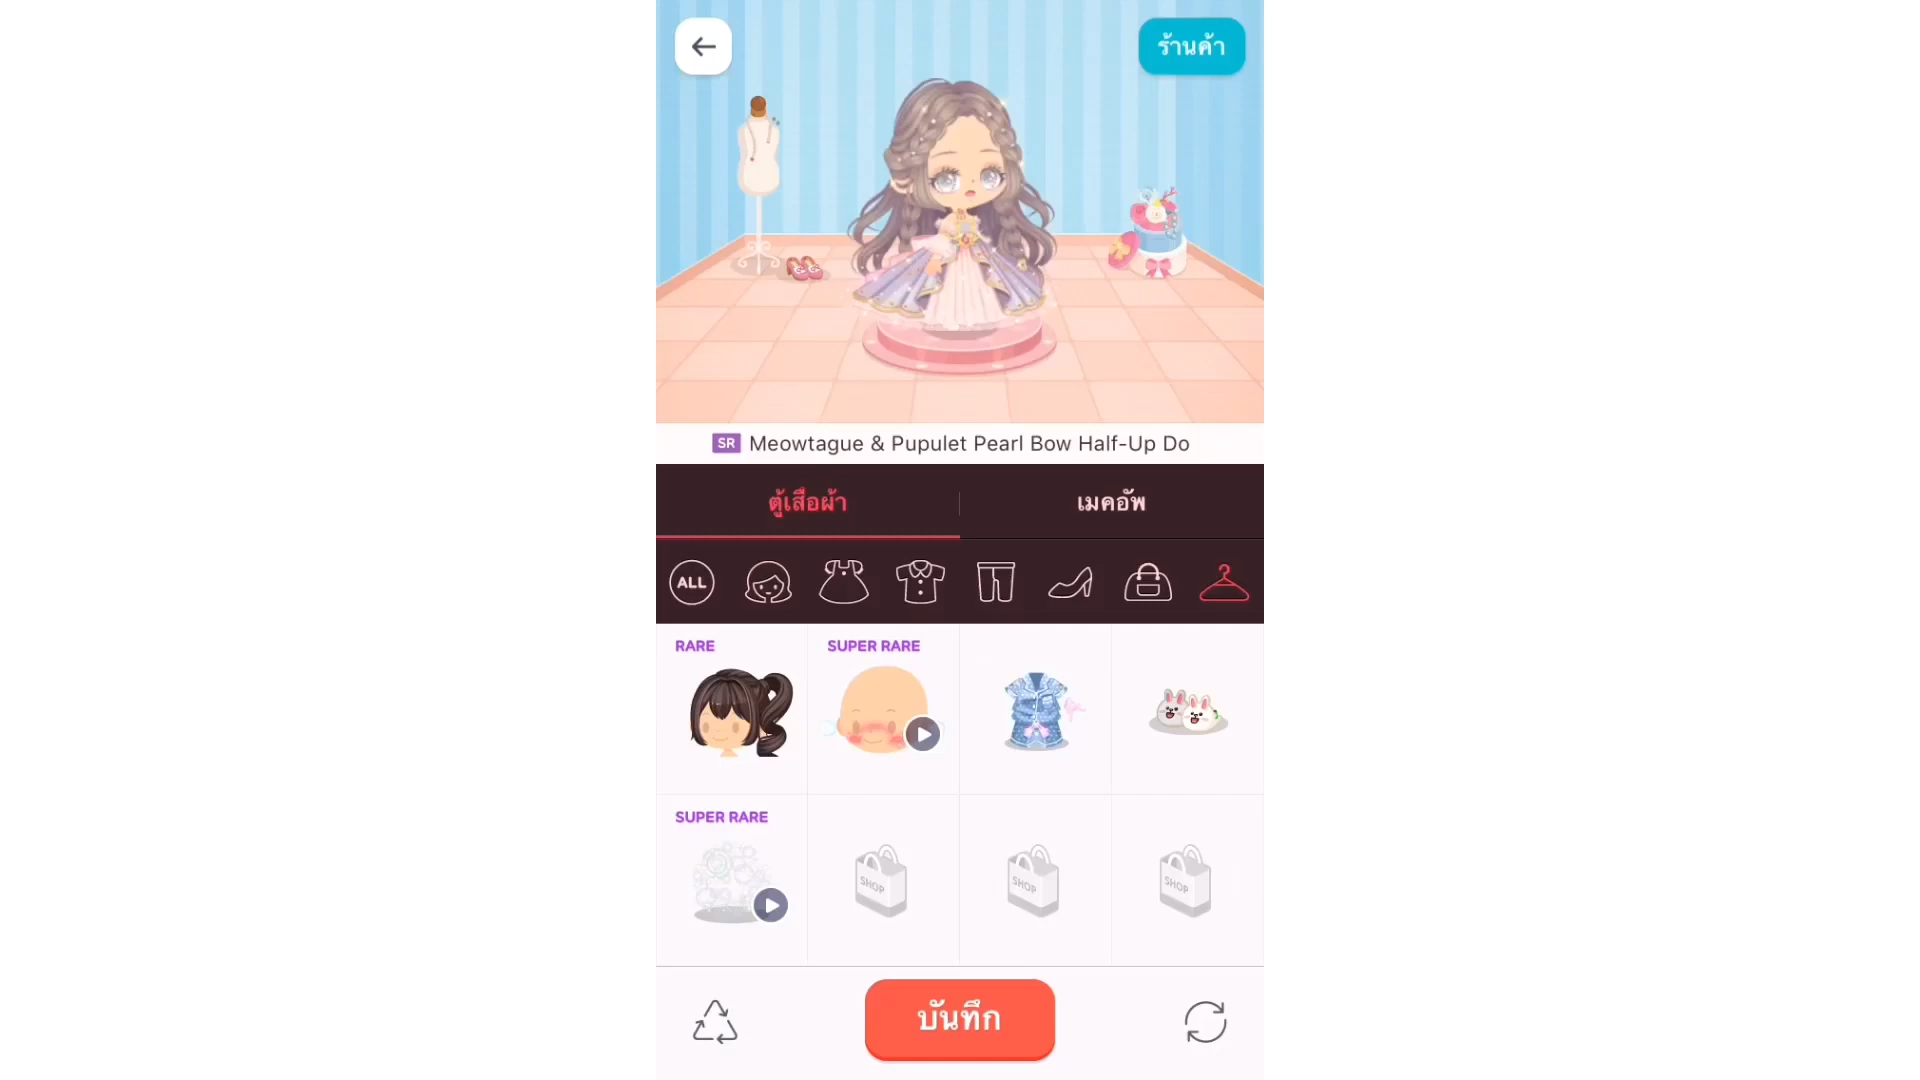 ร้านค้า
SR Meowtague & Pupulet Pearl Bow Half-Up Do
ตู้เสื้อผ้า
เมคอัพ
ALL
RARE
SUPER RARE
SUPER RARE
SHOP
SHOP
SHOP
บันทึก